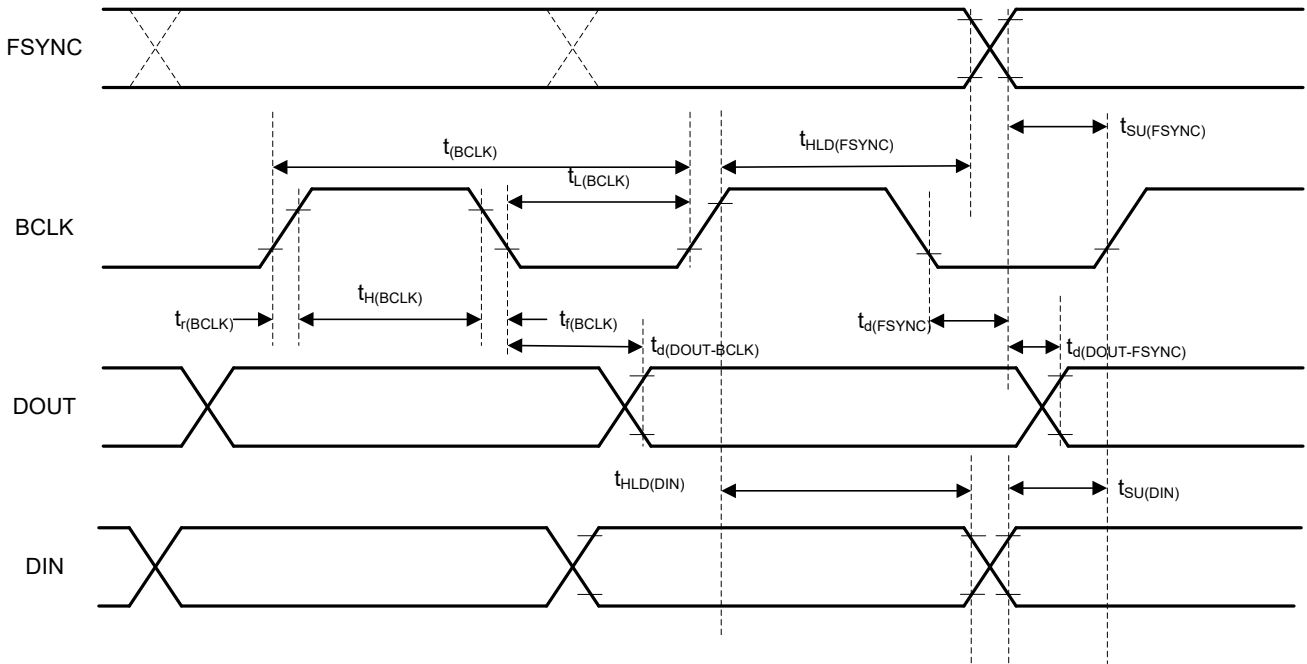 FSYNC
tSU(FSYNC)
tHLD(FSYNC)
t(BCLK)
tL(BCLK)
BCLK
tH(BCLK)
tr(BCLK)
tf(BCLK)
td(FSYNC)
td(DOUT-BCLK)
td(DOUT-FSYNC)
DOUT
tHLD(DIN)
tSU(DIN)
DIN